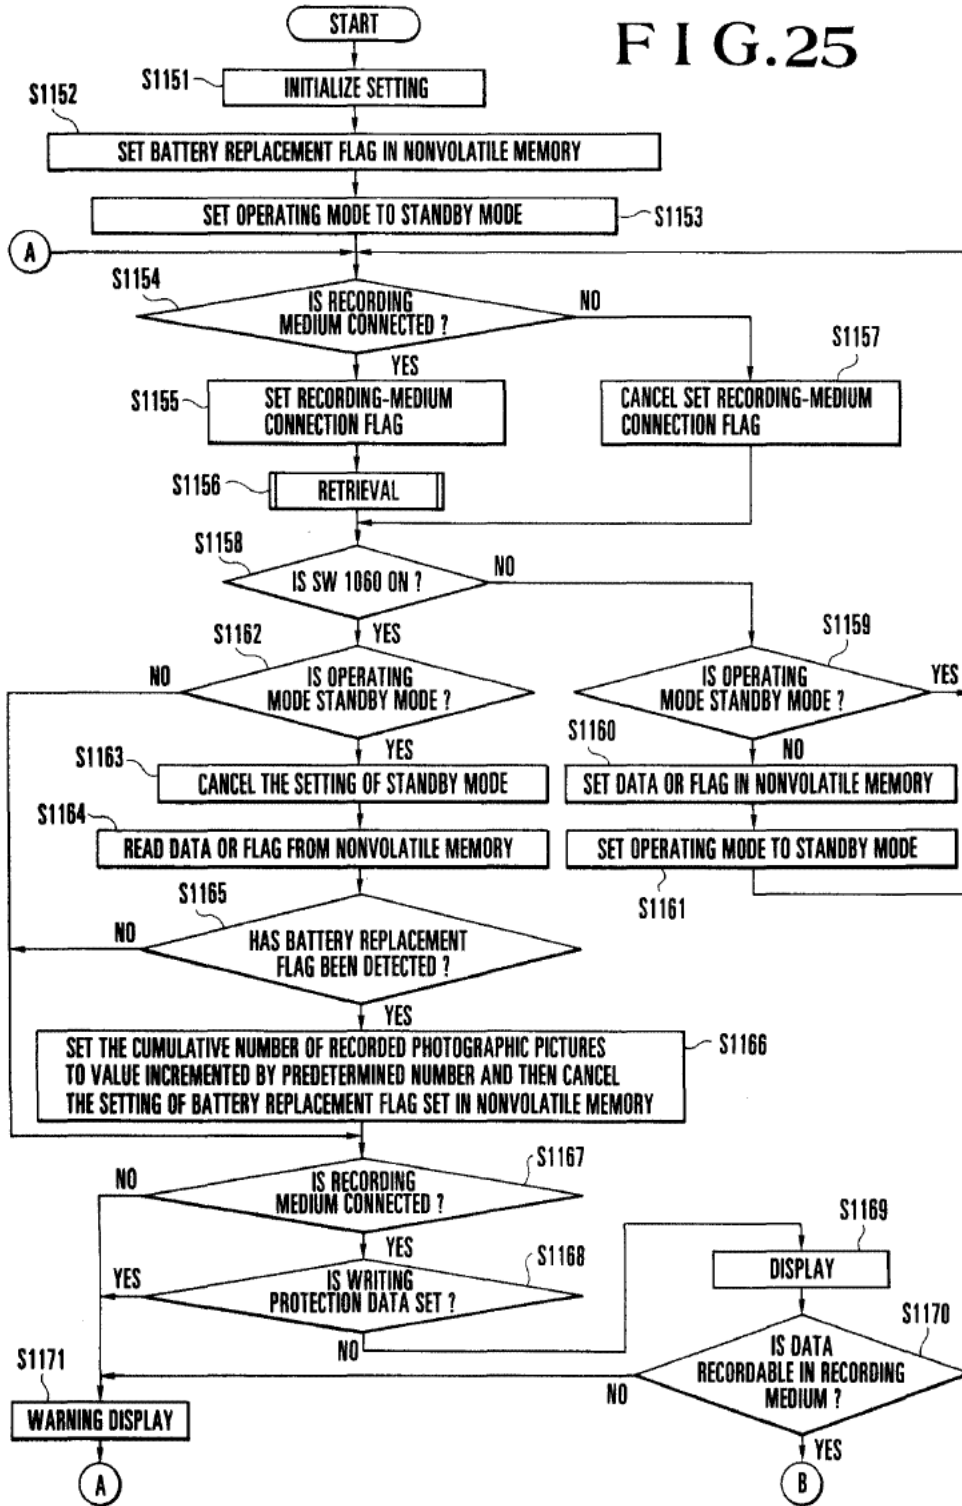 START
FIG.25
S1151
INITIALIZE SETTING
S1152
SET BATTERY REPLACEMENT FLAG IN NONVOLATILE MEMORY
SET OPERATING MODE TO STANDBY MODE
S1153
A
S1154
IS RECORDING
MEDIUM CONNECTED ?
NO
YES
S1155
SET RECORDING-MEDIUM
CONNECTION FLAG
S1157
CANCEL SET RECORDING-MEDIUM
CONNECTION FLAG
S1156
RETRIEVAL
S1158
IS SW 1060 ON ?
NO
YES
S1162
NO
IS OPERATING
MODE STANDBY MODE ?
YES
S1159
IS OPERATING
MODE STANDBY MODE ?
YES
NO
S1163
CANCEL THE SETTING OF STANDBY MODE
S1160
SET DATA OR FLAG IN NONVOLATILE MEMORY
S1164
READ DATA OR FLAG FROM NONVOLATILE MEMORY
SET OPERATING MODE TO STANDBY MODE
S1161
S1165
NO
HAS BATTERY REPLACEMENT
FLAG BEEN DETECTED ?
YES
SET THE CUMULATIVE NUMBER OF RECORDED PHOTOGRAPHIC PICTURES
TO VALUE INCREMENTED BY PREDETERMINED NUMBER AND THEN CANCEL
THE SETTING OF BATTERY REPLACEMENT FLAG SET IN NONVOLATILE MEMORY
S1166
S1167
NO
IS RECORDING
MEDIUM CONNECTED ?
YES
S1168
YES
IS WRITING
PROTECTION DATA SET ?
NO
S1169
DISPLAY
S1170
IS DATA
RECORDABLE IN RECORDING
MEDIUM ?
NO
YES
S1171
WARNING DISPLAY
A
B